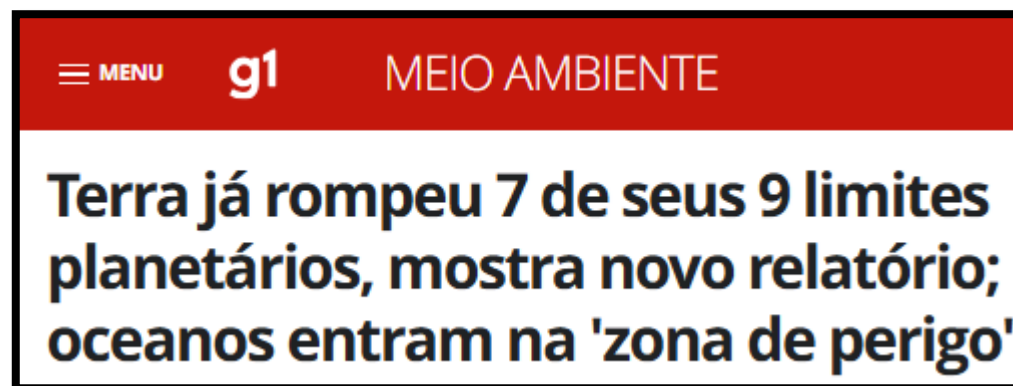 MENU g1 MEIO AMBIENTE
Terra já rompeu 7 de seus 9 limites
planetários, mostra novo relatório;
oceanos entram na 'zona de perigo'